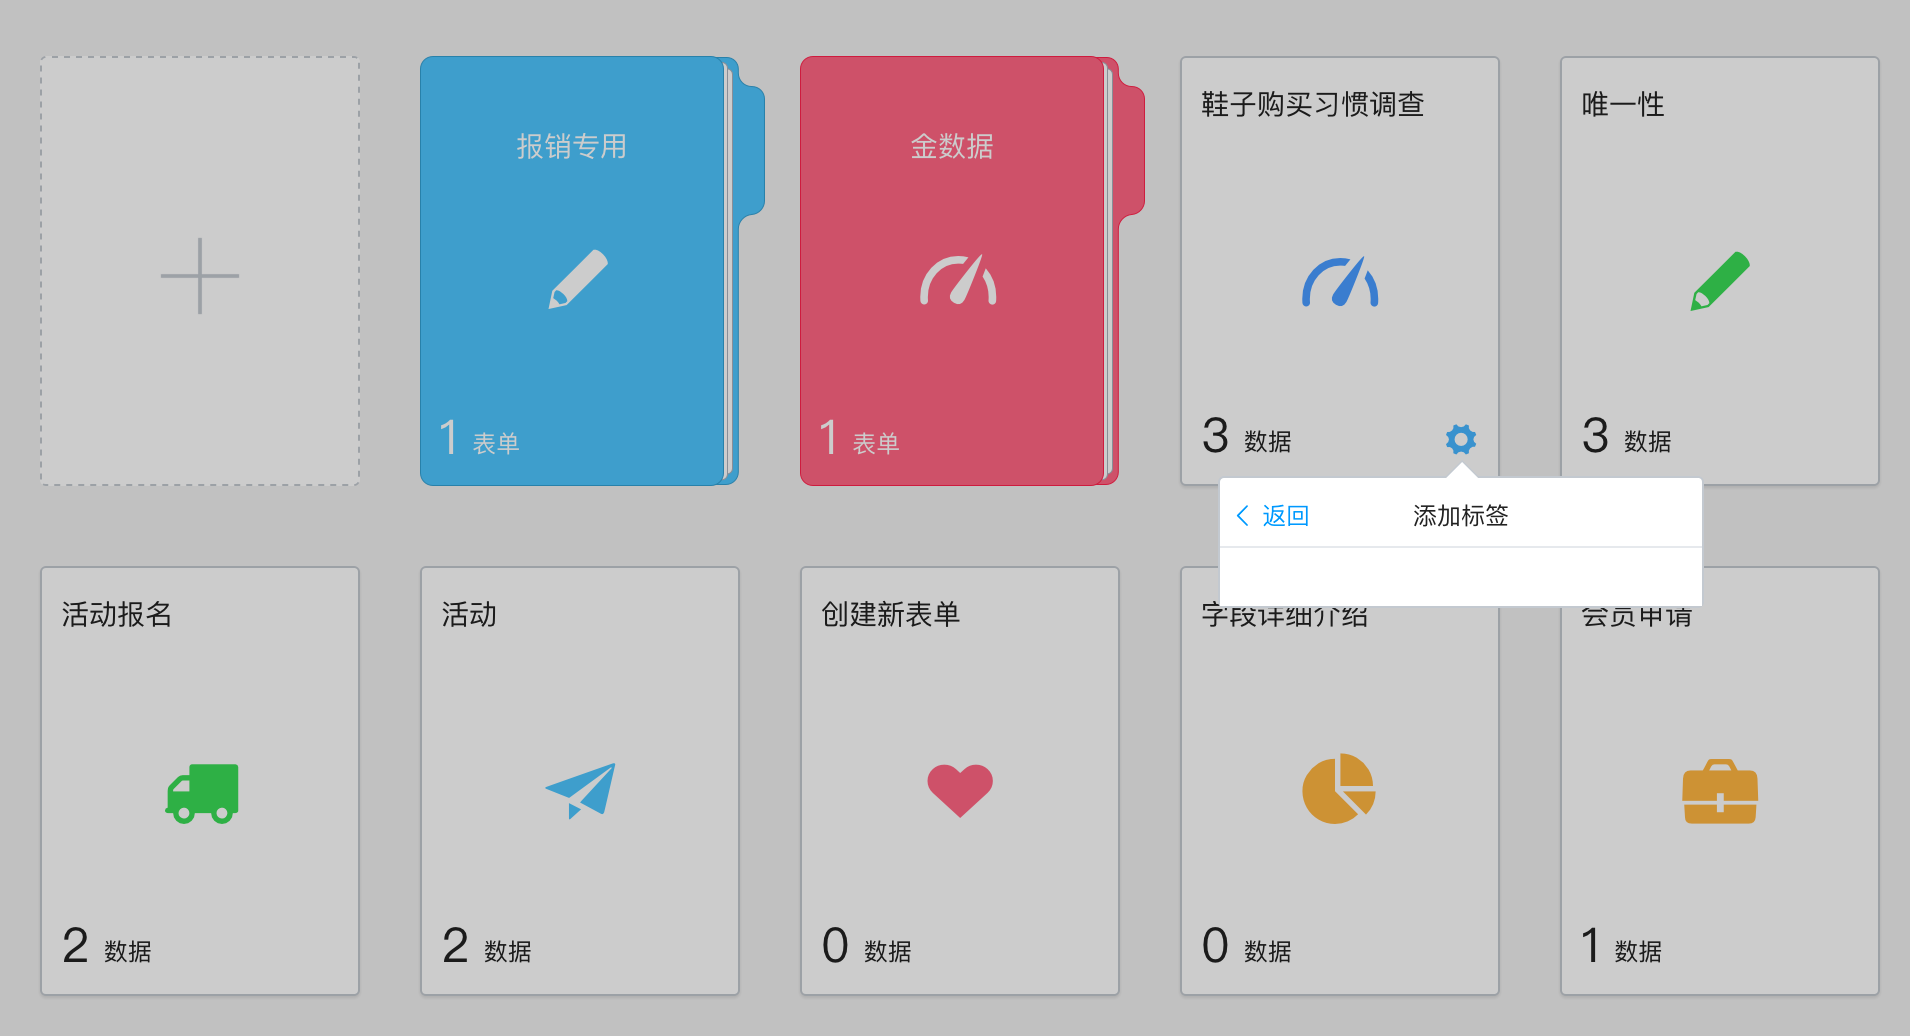 报销专用
1 表单
金数据
1 表单
鞋子购买习惯调查
3 数据
唯一性
3 数据
返回
添加标签
活动报名
2 数据
活动
2 数据
创建新表单
0 数据
字段详细介绍
0 数据
会员申请
1 数据